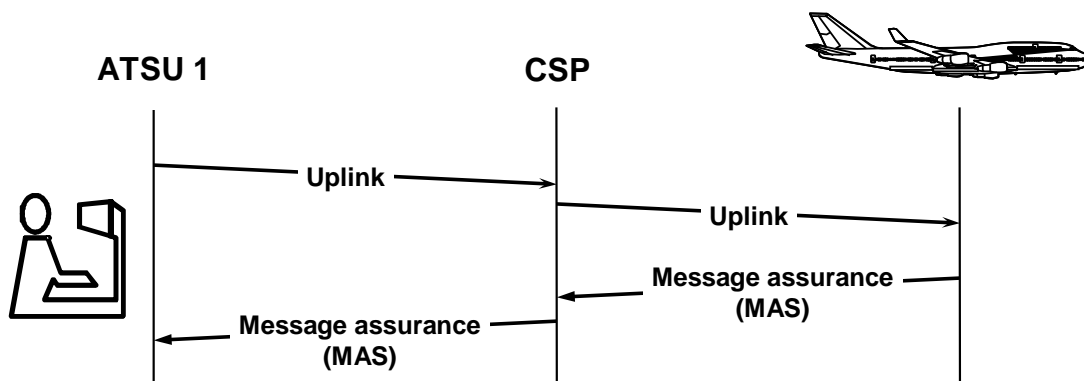 ATSU 1
CSP
Uplink
Uplink
Message assurance
(MAS)
Message assurance
(MAS)